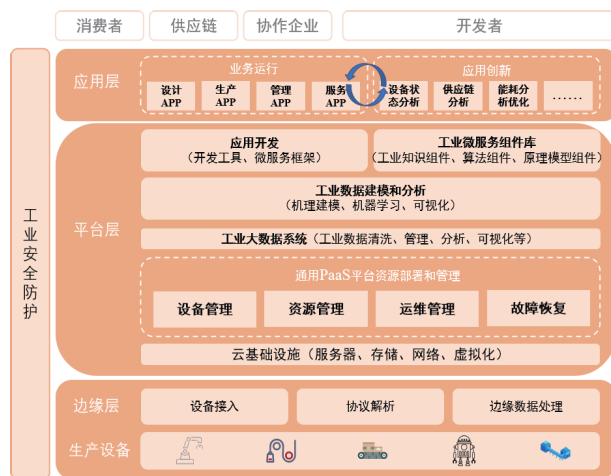 消费者 供应链 协作企业 开发者
工业安全防护
应用层
业务运行
设计
APP
生产
APP
管理
APP
服务
APP
应用创新
设备状
态分析
供应链
分析
能耗分
析优化
......
平台层
应用开发
（开发工具、微服务框架）
工业微服务组件库
（工业知识组件、算法组件、原理模型组件）
工业数据建模和分析
（机理建模、机器学习、可视化）
工业大数据系统（工业数据清洗、管理、分析、可视化等）
通用PaaS平台资源部署和管理
设备管理 资源管理 运维管理 故障恢复
云基础设施（服务器、存储、网络、虚拟化）
边缘层
设备接入 协议解析 边缘数据处理
生产设备